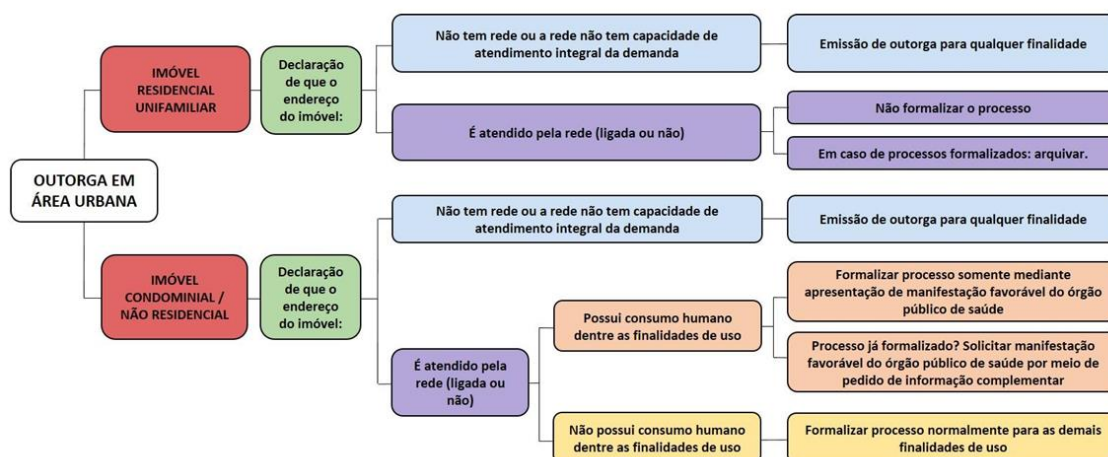 OUTORGA EM
ÁREA URBANA
IMÓVEL
RESIDENCIAL
UNIFAMILIAR
Declaração
de que o
endereço
do imóvel:
Não tem rede ou a rede não tem capacidade de
atendimento integral da demanda
Emissão de outorga para qualquer finalidade
É atendido pela rede (ligada ou não)
Não formalizar o processo
Em caso de processos formalizados: arquivar.
IMÓVEL
CONDOMINIAL /
NÃO RESIDENCIAL
Declaração
de que o
endereço
do imóvel:
Não tem rede ou a rede não tem capacidade de
atendimento integral da demanda
Emissão de outorga para qualquer finalidade
É atendido pela
rede (ligada ou
não)
Possui consumo humano
dentre as finalidades de uso
Formalizar processo somente mediante
apresentação de manifestação favorável do órgão
público de saúde
Processo já formalizado? Solicitar manifestação
favorável do órgão público de saúde por meio de
pedido de informação complementar
Não possui consumo humano
dentre as finalidades de uso
Formalizar processo normalmente para as demais
finalidades de uso